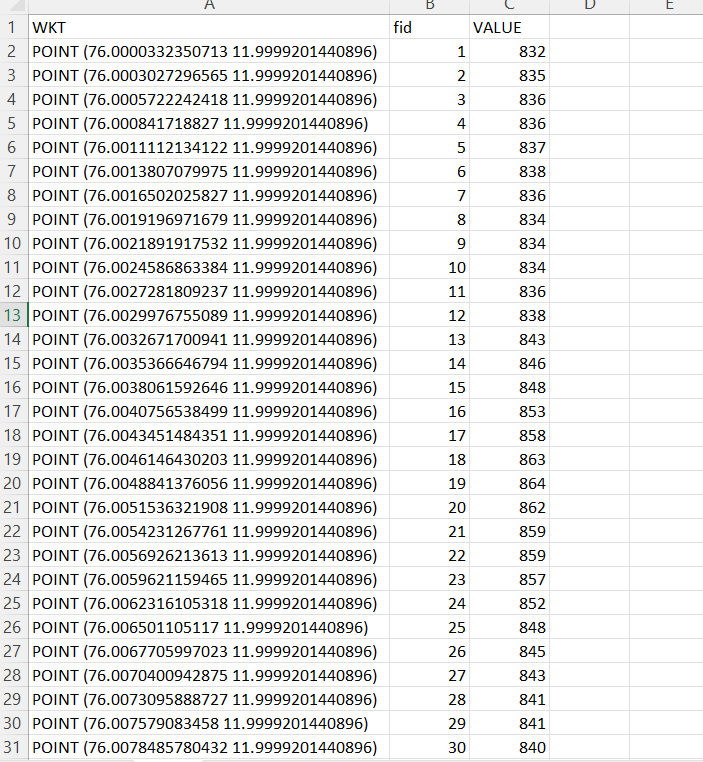 A B C D E
1 WKT fid VALUE
2 POINT (76.0000332350713 11.9999201440896) 1 832
3 POINT (76.0003027296565 11.9999201440896) 2 835
4 POINT (76.0005722242418 11.9999201440896) 3 836
5 POINT (76.000841718827 11.9999201440896) 4 836
6 POINT (76.0011112134122 11.9999201440896) 5 837
7 POINT (76.0013807079975 11.9999201440896) 6 838
8 POINT (76.0016502025827 11.9999201440896) 7 836
9 POINT (76.0019196971679 11.9999201440896) 8 834
10 POINT (76.0021891917532 11.9999201440896) 9 834
11 POINT (76.0024586863384 11.9999201440896) 10 834
12 POINT (76.0027281809237 11.9999201440896) 11 836
13 POINT (76.0029976755089 11.9999201440896) 12 838
14 POINT (76.0032671700941 11.9999201440896) 13 843
15 POINT (76.0035366646794 11.9999201440896) 14 846
16 POINT (76.0038061592646 11.9999201440896) 15 848
17 POINT (76.0040756538499 11.9999201440896) 16 853
18 POINT (76.0043451484351 11.9999201440896) 17 858
19 POINT (76.0046146430203 11.9999201440896) 18 863
20 POINT (76.0048841376056 11.9999201440896) 19 864
21 POINT (76.0051536321908 11.9999201440896) 20 862
22 POINT (76.0054231267761 11.9999201440896) 21 859
23 POINT (76.0056926213613 11.9999201440896) 22 859
24 POINT (76.0059621159465 11.9999201440896) 23 857
25 POINT (76.0062316105318 11.9999201440896) 24 852
26 POINT (76.006501105117 11.9999201440896) 25 848
27 POINT (76.0067705997023 11.9999201440896) 26 845
28 POINT (76.0070400942875 11.9999201440896) 27 843
29 POINT (76.0073095888727 11.9999201440896) 28 841
30 POINT (76.007579083458 11.9999201440896) 29 841
31 POINT (76.0078485780432 11.9999201440896) 30 840